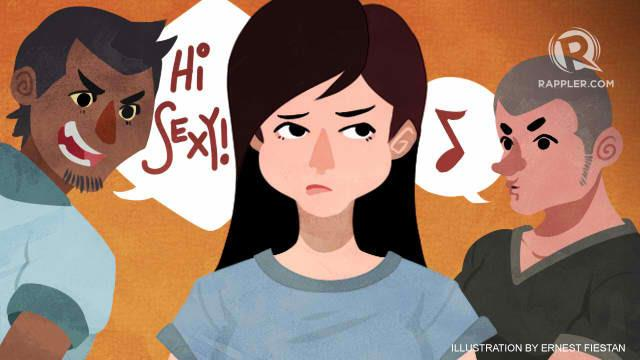 Hi
SEXY!
R
RAPPLER.COM
ILLUSTRATION BY ERNEST FIESTAN